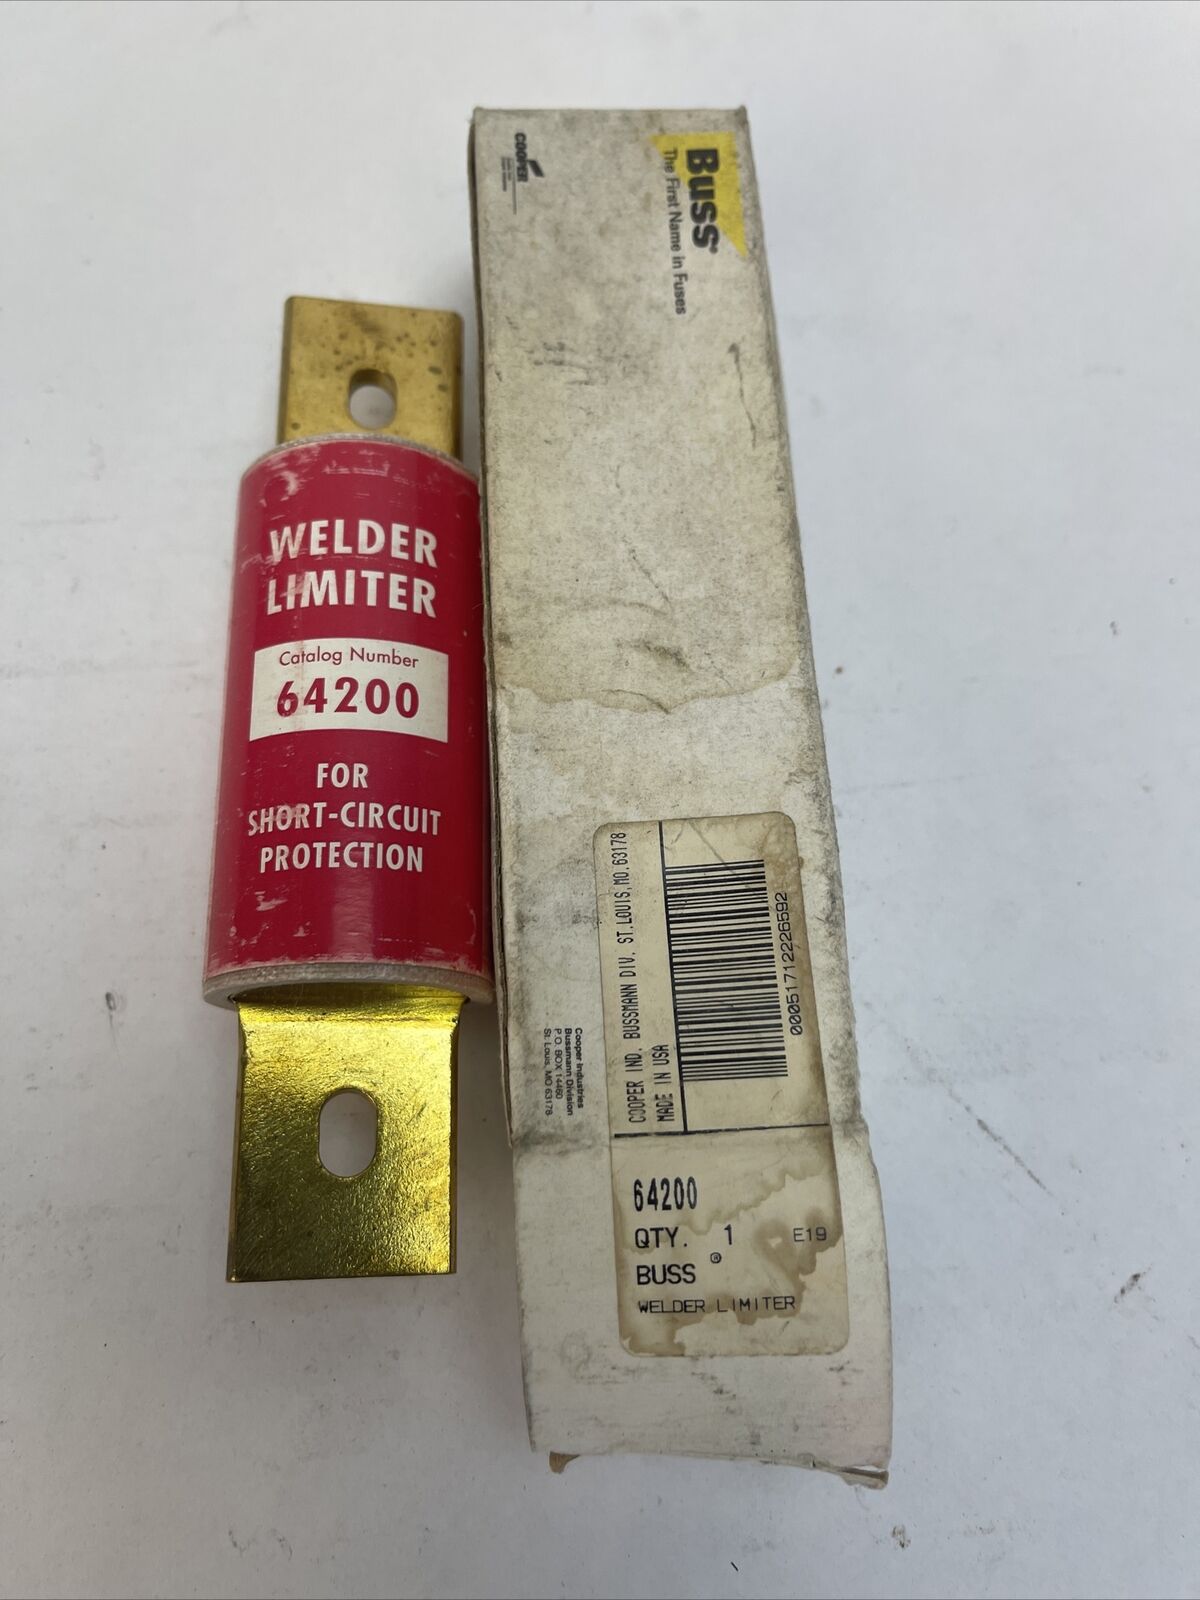 WELDER
LIMITER
Catalog Number
64200
FOR
SHORT-CIRCUIT
PROTECTION
COOPER
Buss®
The First Name in Fuses
Cooper Industries
Bussmann Division
P.O. BOX 14460
St. Louis, MO 63178
COOPER IND. BUSSMANN DIV. ST.LOUIS,MO.63178
MADE IN USA
00051712226592
64200
QTY. 1 E19
BUSS ®
WELDER LIMITER